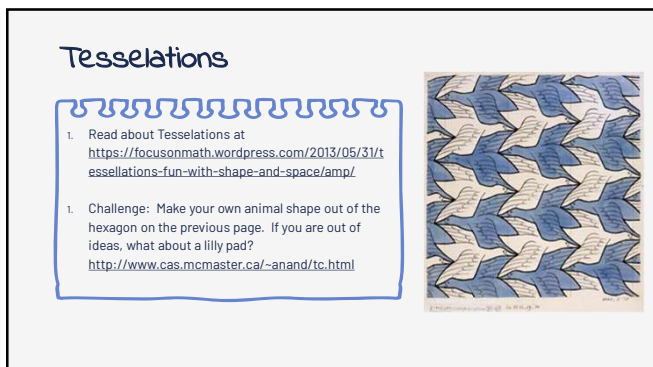 Tesselations
1. Read about Tesselations at
https://focusonmath.wordpress.com/2013/05/31/t
essellations-fun-with-shape-and-space/amp/
1. Challenge: Make your own animal shape out of the
hexagon on the previous page. If you are out of
ideas, what about a lilly pad?
http://www.cas.mcmaster.ca/~anand/tc.html